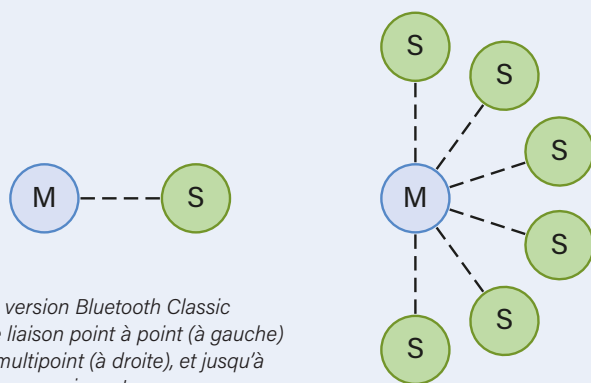 S
S
S
M
S
M
S
S
S
S
version Bluetooth Classic
liaison point à point (à gauche)
multipoint (à droite), et jusqu'à